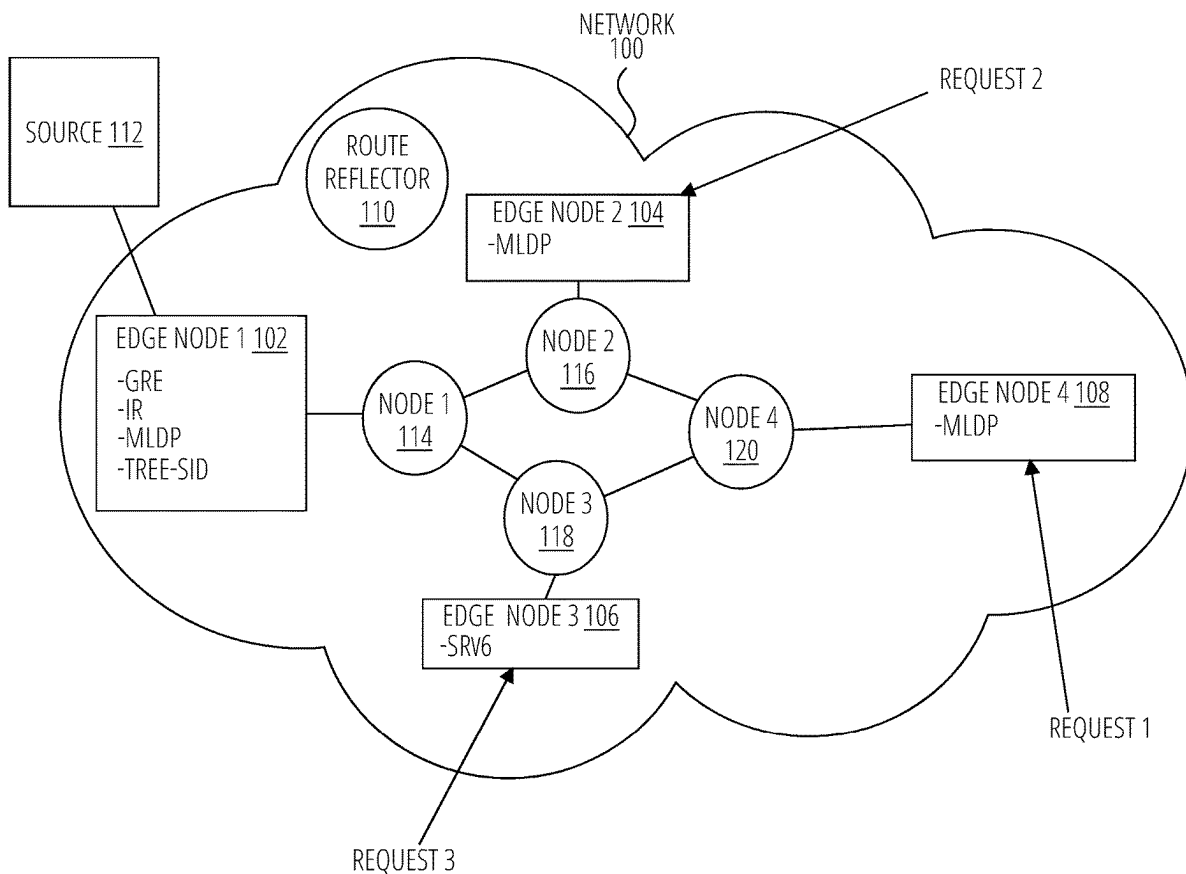 NETWORK
100
REQUEST 2
SOURCE 112
ROUTE
REFLECTOR
110
EDGE NODE 2 104
-MLDP
EDGE NODE 1 102
-GRE
-IR
-MLDP
-TREE-SID
NODE 2
116
NODE 1
114
NODE 4
120
EDGE NODE 4 108
-MLDP
NODE 3
118
EDGE NODE 3 106
-SRV6
REQUEST 1
REQUEST 3